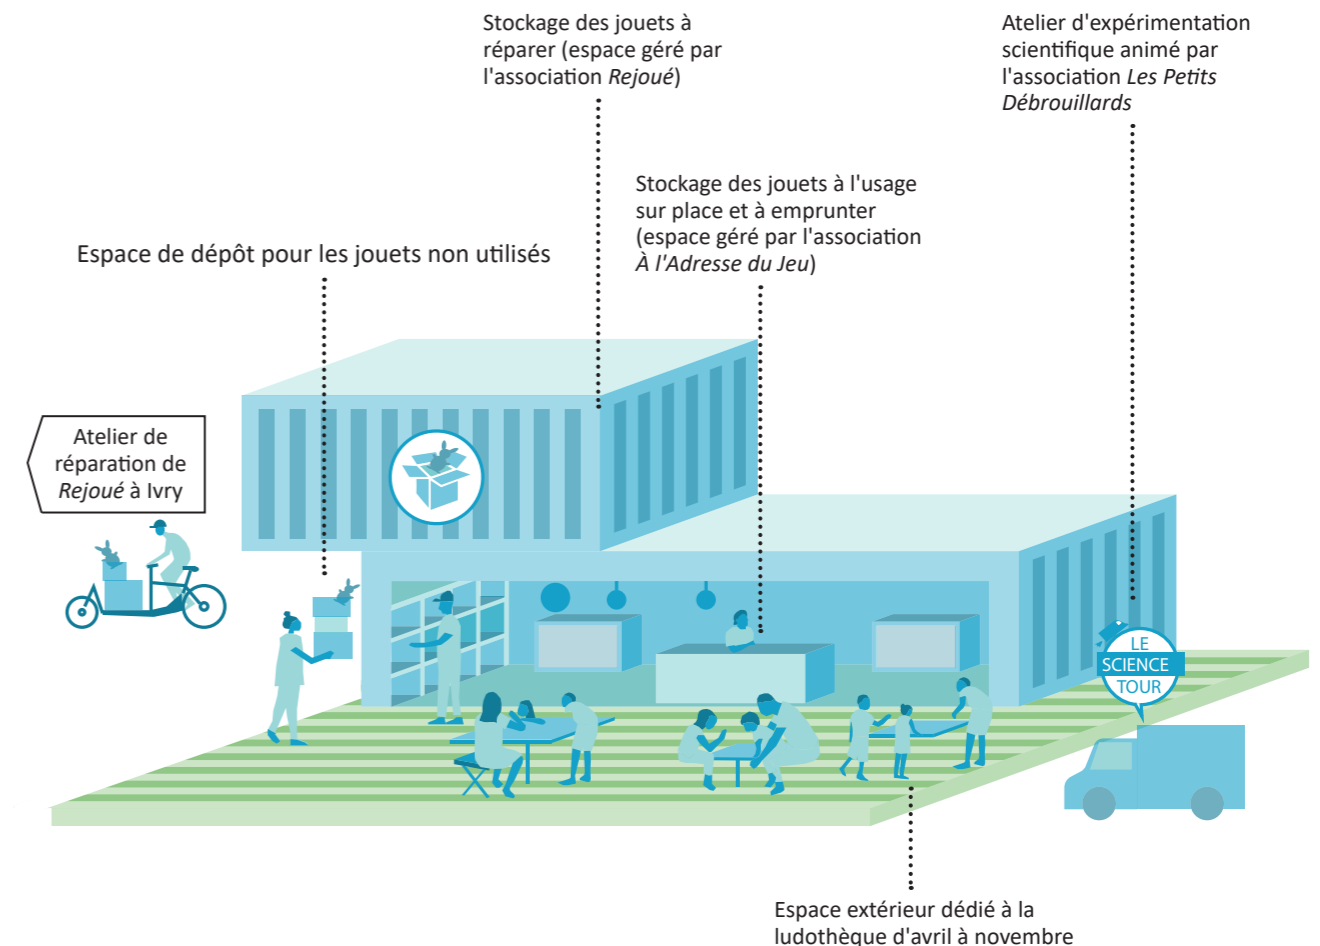 Stockage des jouets à
réparer (espace géré par
l'association Rejoué)
Atelier d'expérimentation
scientifique animé par
l'association Les Petits
Débrouillards
Stockage des jouets à l'usage
sur place et à emprunter
(espace géré par l'association
À l'Adresse du Jeu)
Espace de dépôt pour les jouets non utilisés
Atelier de
réparation de
Rejoué à Ivry
LE
SCIENCE
TOUR
Espace extérieur dédié à la
ludothèque d'avril à novembre